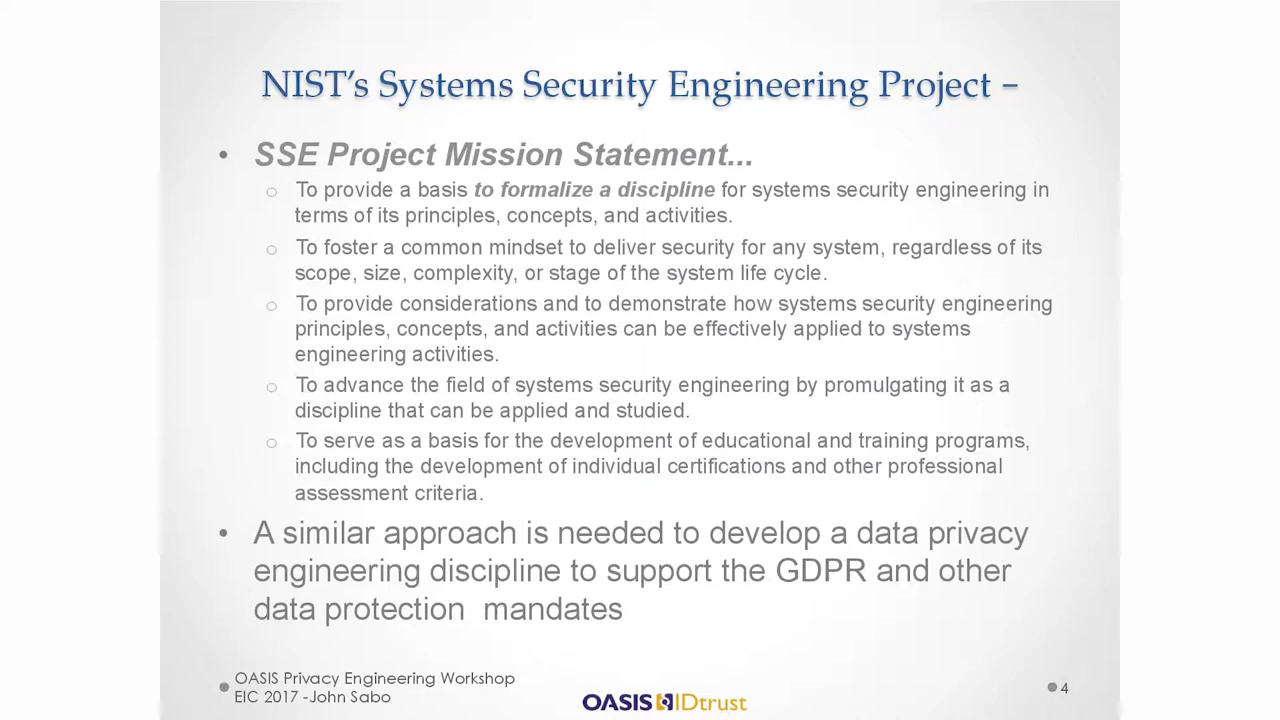 NIST's Systems Security Engineering Project –
• SSE Project Mission Statement...
o To provide a basis to formalize a discipline for systems security engineering in
terms of its principles, concepts, and activities.
o To foster a common mindset to deliver security for any system, regardless of its
scope, size, complexity, or stage of the system life cycle.
o To provide considerations and to demonstrate how systems security engineering
principles, concepts, and activities can be effectively applied to systems
engineering activities.
o To advance the field of systems security engineering by promulgating it as a
discipline that can be applied and studied.
o To serve as a basis for the development of educational and training programs,
including the development of individual certifications and other professional
assessment criteria.
• A similar approach is needed to develop a data privacy
engineering discipline to support the GDPR and other
data protection mandates
OASIS Privacy Engineering Workshop
EIC 2017 -John Sabo
OASIS IDtrust
4